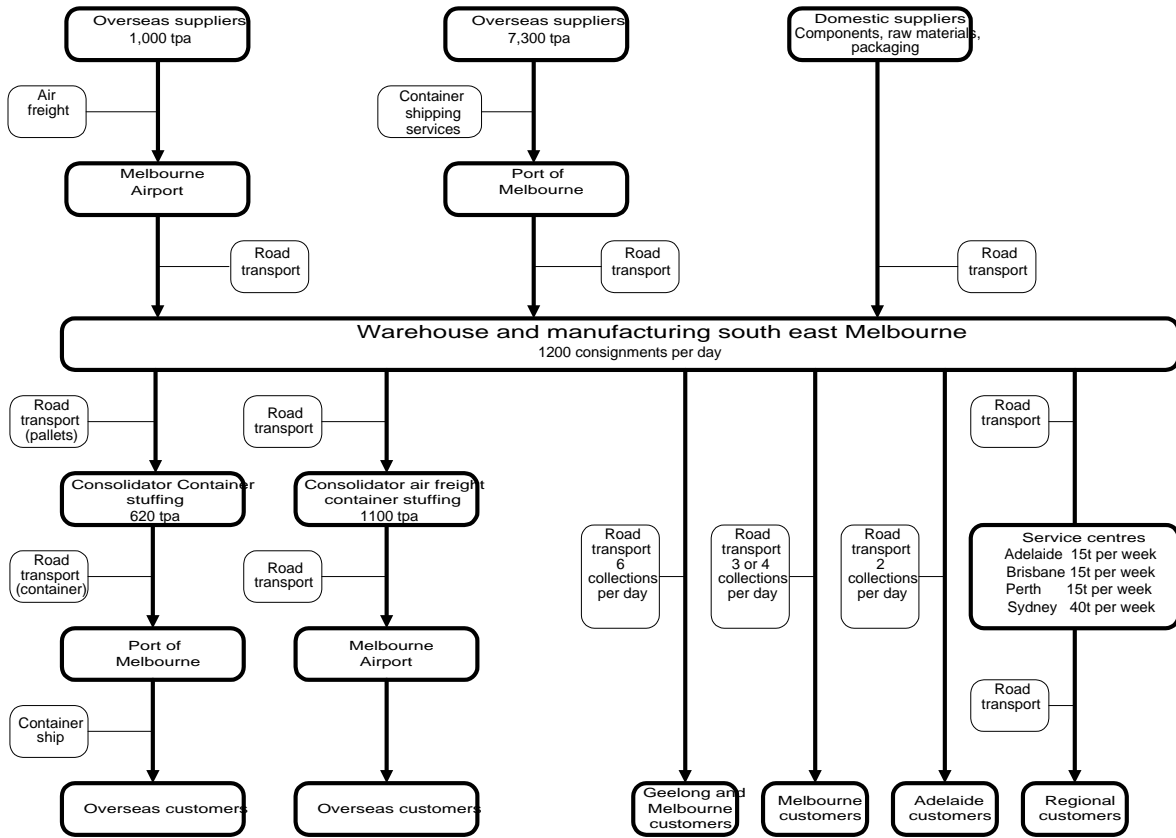 Overseas suppliers
1,000 tpa
Overseas suppliers
7,300 tpa
Domestic suppliers
Components, raw materials,
packaging
Air
freight
Container
shipping
services
Melbourne
Airport
Port of
Melbourne
Road
transport
Road
transport
Road
transport
Warehouse and manufacturing south east Melbourne
1200 consignments per day
Road
transport
(pallets)
Road
transport
Road
transport
Consolidator Container
stuffing
620 tpa
Consolidator air freight
container stuffing
1100 tpa
Road
transport
6
collections
per day
Road
transport
3 or 4
collections
per day
Road
transport
2
collections
per day
Service centres
Adelaide 15t per week
Brisbane 15t per week
Perth 15t per week
Sydney 40t per week
Road
transport
(container)
Road
transport
Port of
Melbourne
Melbourne
Airport
Road
transport
Container
ship
Overseas customers
Overseas customers
Geelong and
Melbourne
customers
Melbourne
customers
Adelaide
customers
Regional
customers